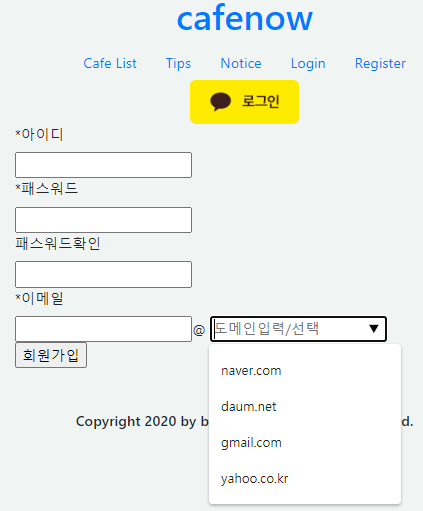 cafenow
Cafe List Tips Notice Login Register
로그인
*아이디
*패스워드
패스워드확인
*이메일
@ 도메인입력/선택 ▼
회원가입
naver.com
daum.net
Copyright 2020 by b d.
gmail.com
yahoo.co.kr